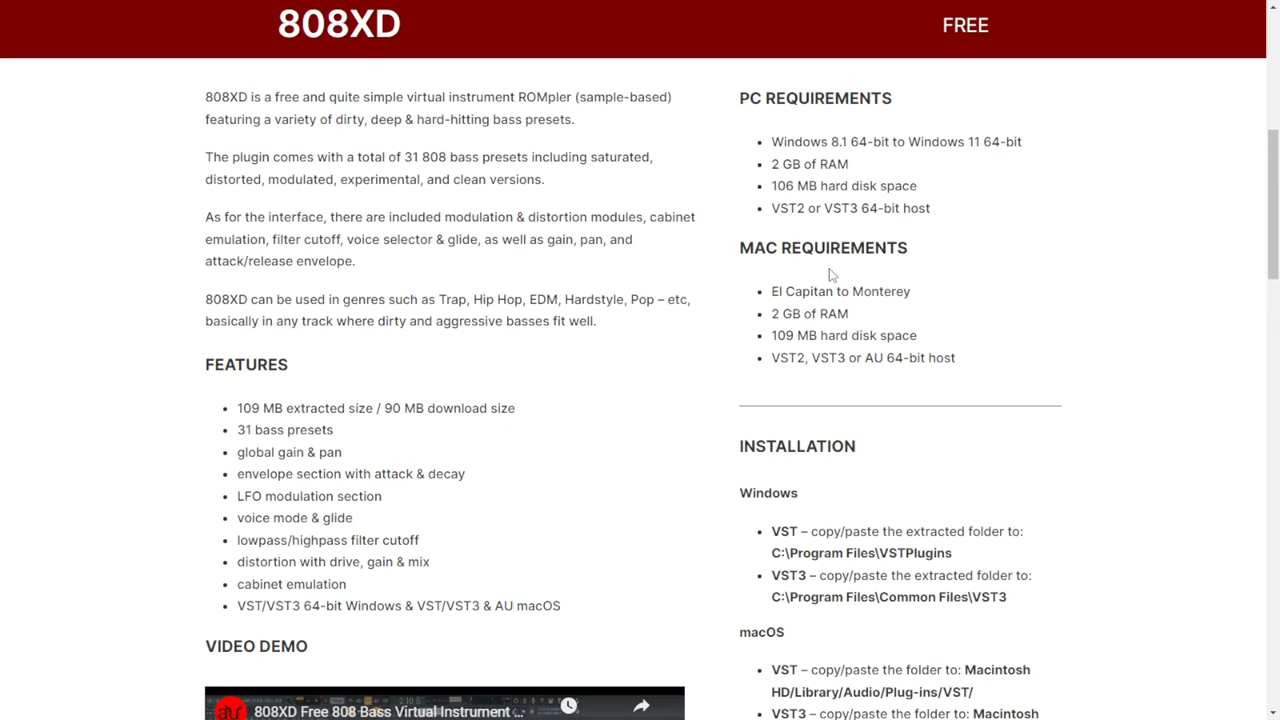 808XD
FREE
808XD is a free and quite simple virtual instrument ROMpler (sample-based)
featuring a variety of dirty, deep & hard-hitting bass presets.
The plugin comes with a total of 31 808 bass presets including saturated,
distorted, modulated, experimental, and clean versions.
As for the interface, there are included modulation & distortion modules, cabinet
emulation, filter cutoff, voice selector & glide, as well as gain, pan, and
attack/release envelope.
808XD can be used in genres such as Trap, Hip Hop, EDM, Hardstyle, Pop – etc,
basically in any track where dirty and aggressive basses fit well.
FEATURES
• 109 MB extracted size / 90 MB download size
• 31 bass presets
• global gain & pan
• envelope section with attack & decay
• LFO modulation section
• voice mode & glide
• lowpass/highpass filter cutoff
• distortion with drive, gain & mix
• cabinet emulation
• VST/VST3 64-bit Windows & VST/VST3 & AU macOS
VIDEO DEMO
aur
808XD Free 808 Bass Virtual Instrument ...
PC REQUIREMENTS
• Windows 8.1 64-bit to Windows 11 64-bit
• 2 GB of RAM
• 106 MB hard disk space
• VST2 or VST3 64-bit host
MAC REQUIREMENTS
• El Capitan to Monterey
• 2 GB of RAM
• 109 MB hard disk space
• VST2, VST3 or AU 64-bit host
INSTALLATION
Windows
• VST – copy/paste the extracted folder to:
C:\Program Files\VSTPlugins
• VST3 – copy/paste the extracted folder to:
C:\Program Files\Common Files\VST3
macOS
• VST – copy/paste the folder to: Macintosh
HD/Library/Audio/Plug-ins/VST/
• VST3 – copy/paste the folder to: Macintosh